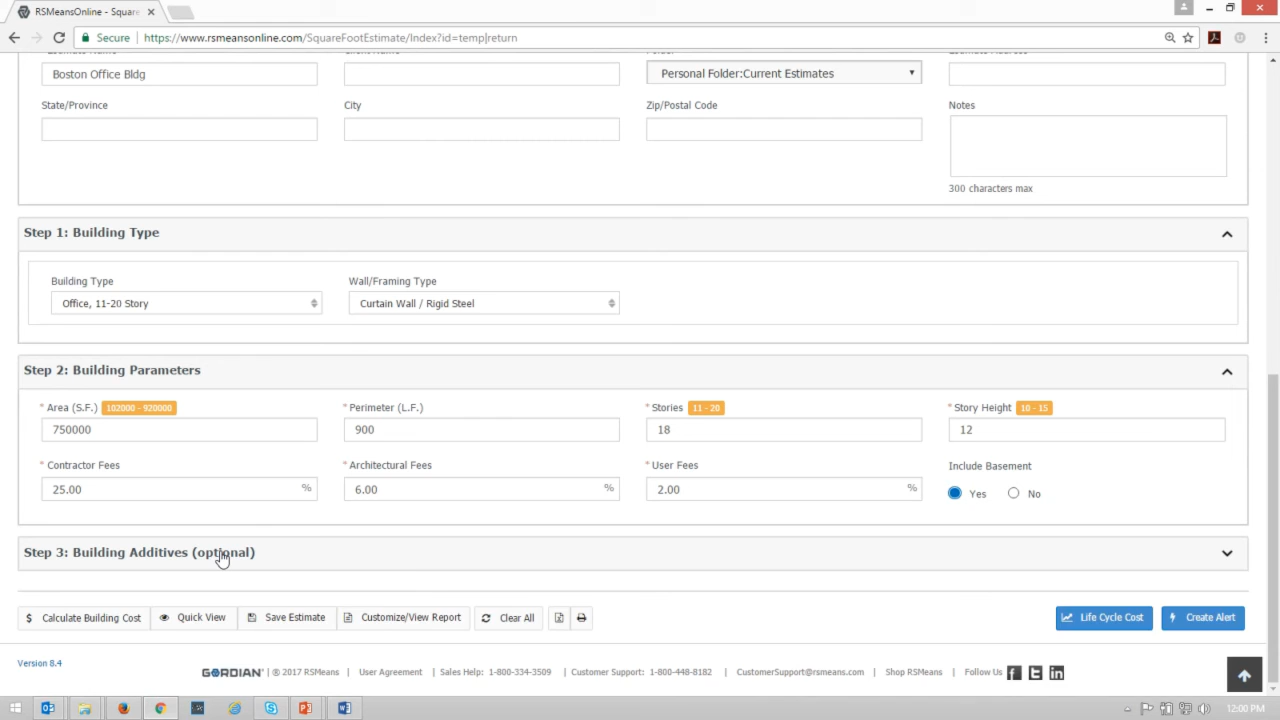 RSMeansOnline - Square
Secure https://www.rsmeansonline.com/SquareFootEstimate/Index?id=temp|return
Boston Office Bldg
Personal Folder:Current Estimates
State/Province
City
Zip/Postal Code
Notes
300 characters max
Step 1: Building Type
Building Type
Wall/Framing Type
Office, 11-20 Story
Curtain Wall / Rigid Steel
Step 2: Building Parameters
* Area (S.F.) 102000 - 920000
* Perimeter (L.F.)
* Stories 11 - 20
* Story Height 10 - 15
750000
900
18
12
* Contractor Fees
* Architectural Fees
* User Fees
Include Basement
25.00 %
6.00 %
2.00 %
Yes
No
Step 3: Building Additives (optional)
$ Calculate Building Cost
Quick View
Save Estimate
Customize/View Report
Clear All
Life Cycle Cost
Create Alert
Version 8.4
GORDIAN® | ® 2017 RSMeans | User Agreement | Sales Help: 1-800-334-3509 | Customer Support: 1-800-448-8182 | CustomerSupport@rsmeans.com | Shop RSMeans | Follow Us
12:00 PM